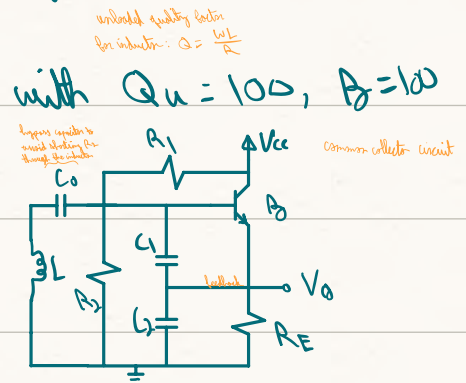 unloaded quality factor
for inductor: Q = ωL/R
with Qu = 100, β = 100
bypass capacitor to
avoid shorting R2
through the inductor
R1
Vcc
common collector circuit
C0
β
C1
L
feedback
V0
R2
C2
RE